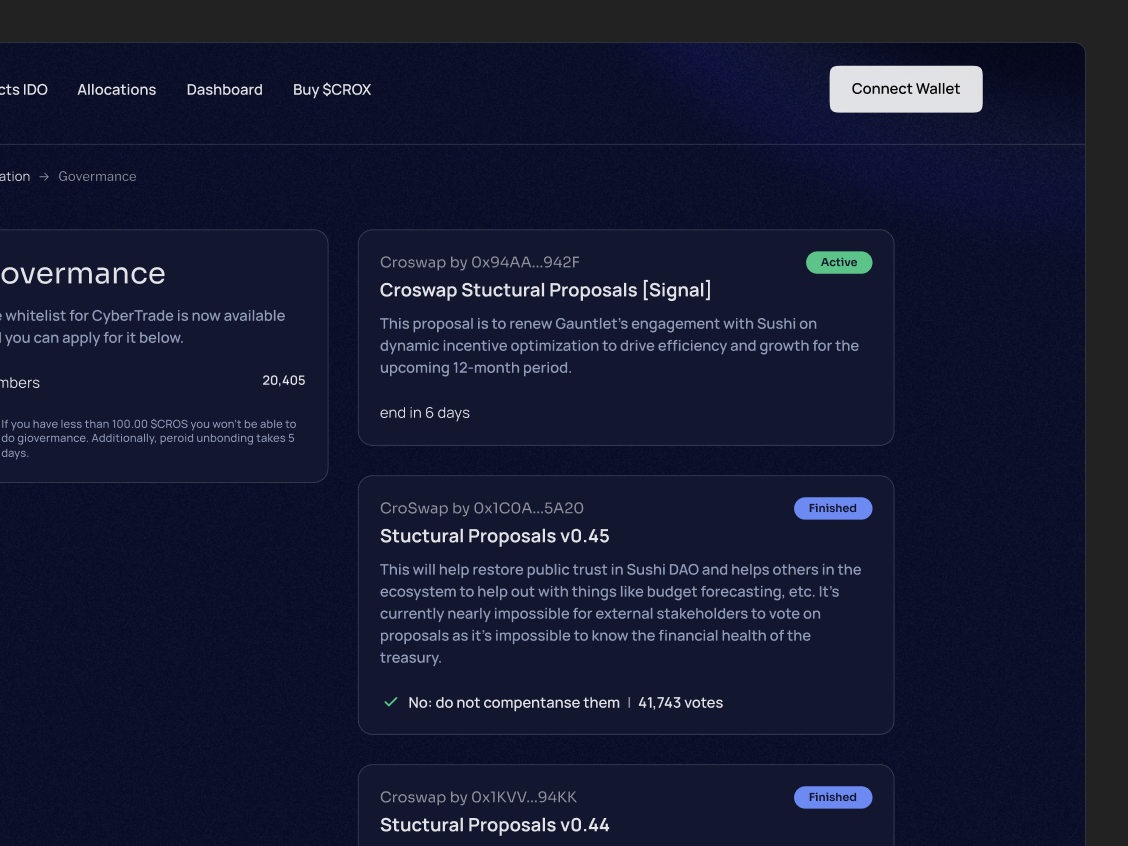 cts IDO Allocations Dashboard Buy $CROX Connect Wallet
ation → Govermance
overmance
e whitelist for CyberTrade is now available
d you can apply for it below.
mbers 20,405
If you have less than 100.00 $CROS you won't be able to
do giovermance. Additionally, peroid unbonding takes 5
days.
Croswap by 0x94AA...942F Active
Croswap Stuctural Proposals [Signal]
This proposal is to renew Gauntlet's engagement with Sushi on
dynamic incentive optimization to drive efficiency and growth for the
upcoming 12-month period.
end in 6 days
CroSwap by 0x1C0A...5A20 Finished
Stuctural Proposals v0.45
This will help restore public trust in Sushi DAO and helps others in the
ecosystem to help out with things like budget forecasting, etc. It's
currently nearly impossible for external stakeholders to vote on
proposals as it's impossible to know the financial health of the
treasury.
No: do not compentanse them | 41,743 votes
Croswap by 0x1KVV...94KK Finished
Stuctural Proposals v0.44